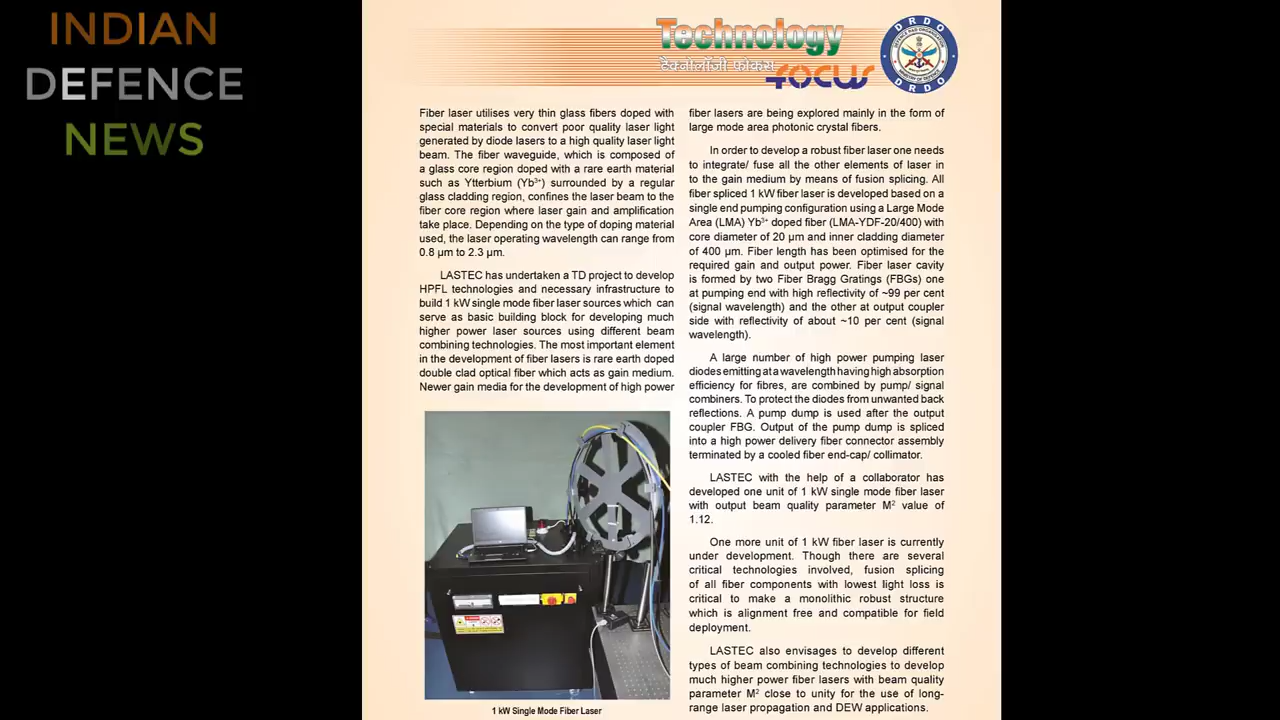 INDIAN
DEFENCE
NEWS
Technology
टेक्नोलॉजी फोकस
FOCUS
DRDO
DRDO
Fiber laser utilises very thin glass fibers doped with
special materials to convert poor quality laser light
generated by diode lasers to a high quality laser light
beam. The fiber waveguide, which is composed of
a glass core region doped with a rare earth material
such as Ytterbium (Yb³⁺) surrounded by a regular
glass cladding region, confines the laser beam to the
fiber core region where laser gain and amplification
take place. Depending on the type of doping material
used, the laser operating wavelength can range from
0.8 µm to 2.3 µm.
LASTEC has undertaken a TD project to develop
HPFL technologies and necessary infrastructure to
build 1 kW single mode fiber laser sources which can
serve as basic building block for developing much
higher power laser sources using different beam
combining technologies. The most important element
in the development of fiber lasers is rare earth doped
double clad optical fiber which acts as gain medium.
Newer gain media for the development of high power
1 kW Single Mode Fiber Laser
fiber lasers are being explored mainly in the form of
large mode area photonic crystal fibers.
In order to develop a robust fiber laser one needs
to integrate/ fuse all the other elements of laser in
to the gain medium by means of fusion splicing. All
fiber spliced 1 kW fiber laser is developed based on a
single end pumping configuration using a Large Mode
Area (LMA) Yb³⁺ doped fiber (LMA-YDF-20/400) with
core diameter of 20 µm and inner cladding diameter
of 400 µm. Fiber length has been optimised for the
required gain and output power. Fiber laser cavity
is formed by two Fiber Bragg Gratings (FBGs) one
at pumping end with high reflectivity of ~99 per cent
(signal wavelength) and the other at output coupler
side with reflectivity of about ~10 per cent (signal
wavelength).
A large number of high power pumping laser
diodes emitting at a wavelength having high absorption
efficiency for fibres, are combined by pump/ signal
combiners. To protect the diodes from unwanted back
reflections. A pump dump is used after the output
coupler FBG. Output of the pump dump is spliced
into a high power delivery fiber connector assembly
terminated by a cooled fiber end-cap/ collimator.
LASTEC with the help of a collaborator has
developed one unit of 1 kW single mode fiber laser
with output beam quality parameter M² value of
1.12.
One more unit of 1 kW fiber laser is currently
under development. Though there are several
critical technologies involved, fusion splicing
of all fiber components with lowest light loss is
critical to make a monolithic robust structure
which is alignment free and compatible for field
deployment.
LASTEC also envisages to develop different
types of beam combining technologies to develop
much higher power fiber lasers with beam quality
parameter M² close to unity for the use of long-
range laser propagation and DEW applications.